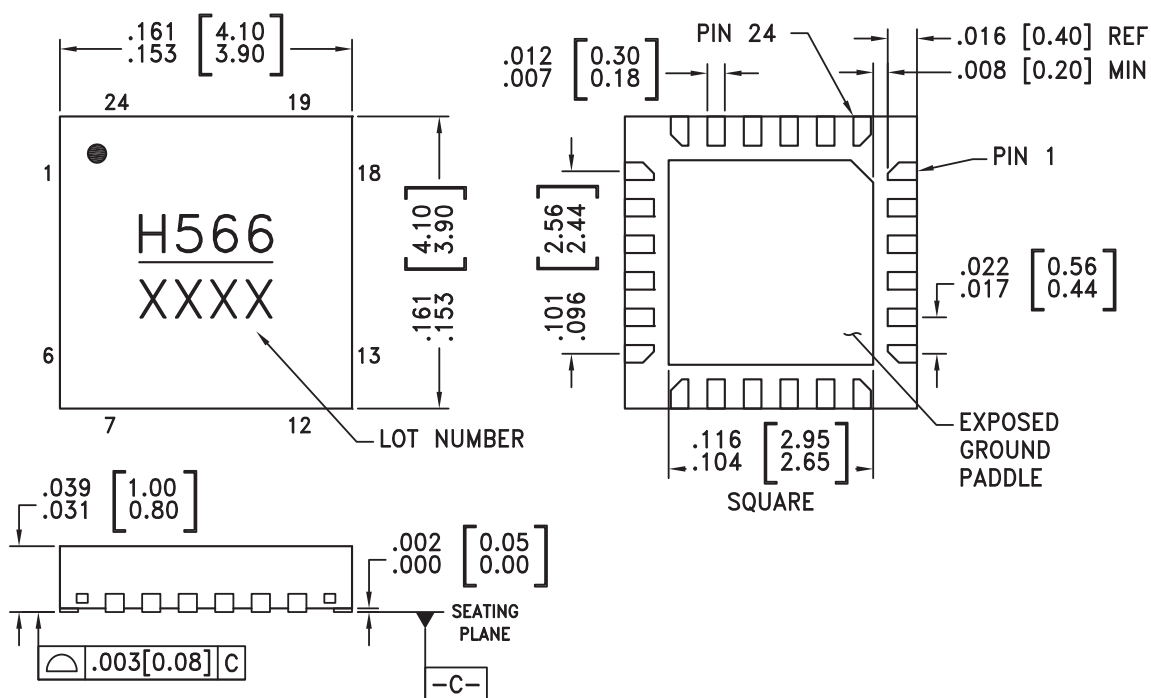 .161 [4.10]
.153 [3.90]
24 19
1 18
H566
XXXX
6 13
7 12
.161 [4.10]
.153 [3.90]
LOT NUMBER
.012 [0.30]
.007 [0.18]
PIN 24
.016 [0.40] REF
.008 [0.20] MIN
PIN 1
.101 [2.56]
.096 [2.44]
.022 [0.56]
.017 [0.44]
.116 [2.95]
.104 [2.65]
SQUARE
EXPOSED
GROUND
PADDLE
.039 [1.00]
.031 [0.80]
.002 [0.05]
.000 [0.00]
SEATING
PLANE
.003[0.08] C
-C-